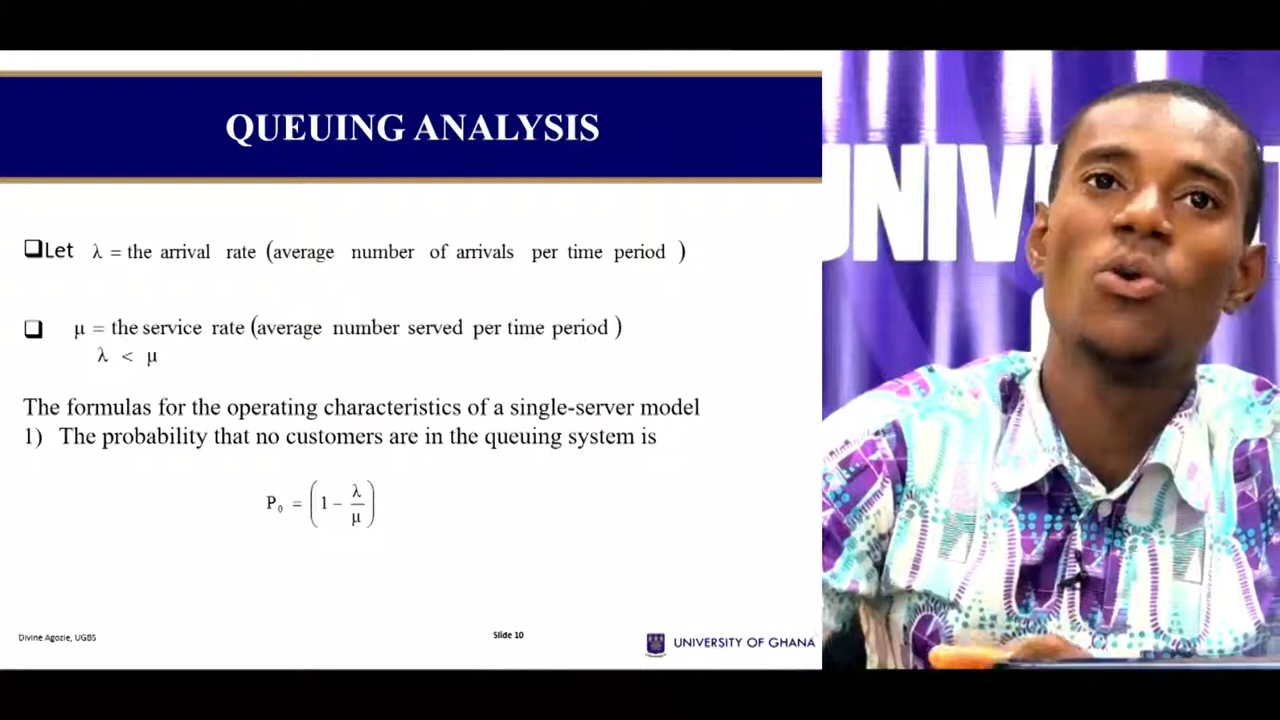 QUEUING ANALYSIS
❑Let λ = the arrival rate (average number of arrivals per time period )
❑ μ = the service rate (average number served per time period )
λ < μ
The formulas for the operating characteristics of a single-server model
1) The probability that no customers are in the queuing system is
P₀ = (1 − λ/μ)
Divine Agozie, UGBS
Slide 10
UNIVERSITY OF GHANA
UNIVE